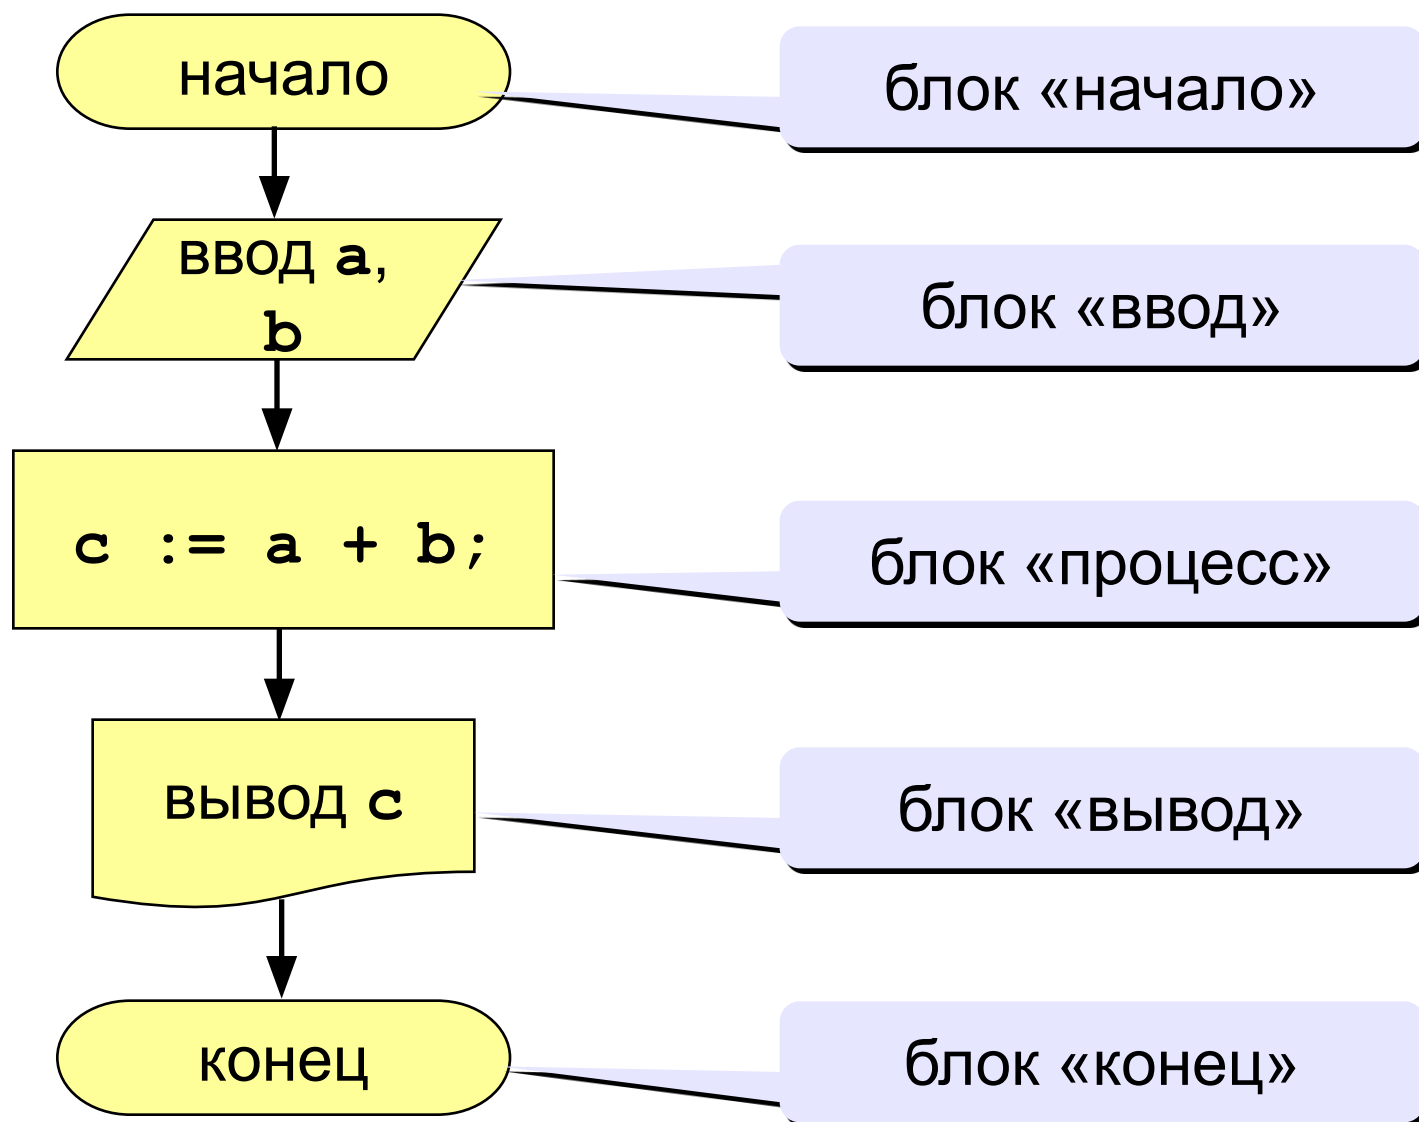 начало
блок «начало»
ввод a,
b
блок «ввод»
c := a + b;
блок «процесс»
вывод c
блок «вывод»
конец
блок «конец»